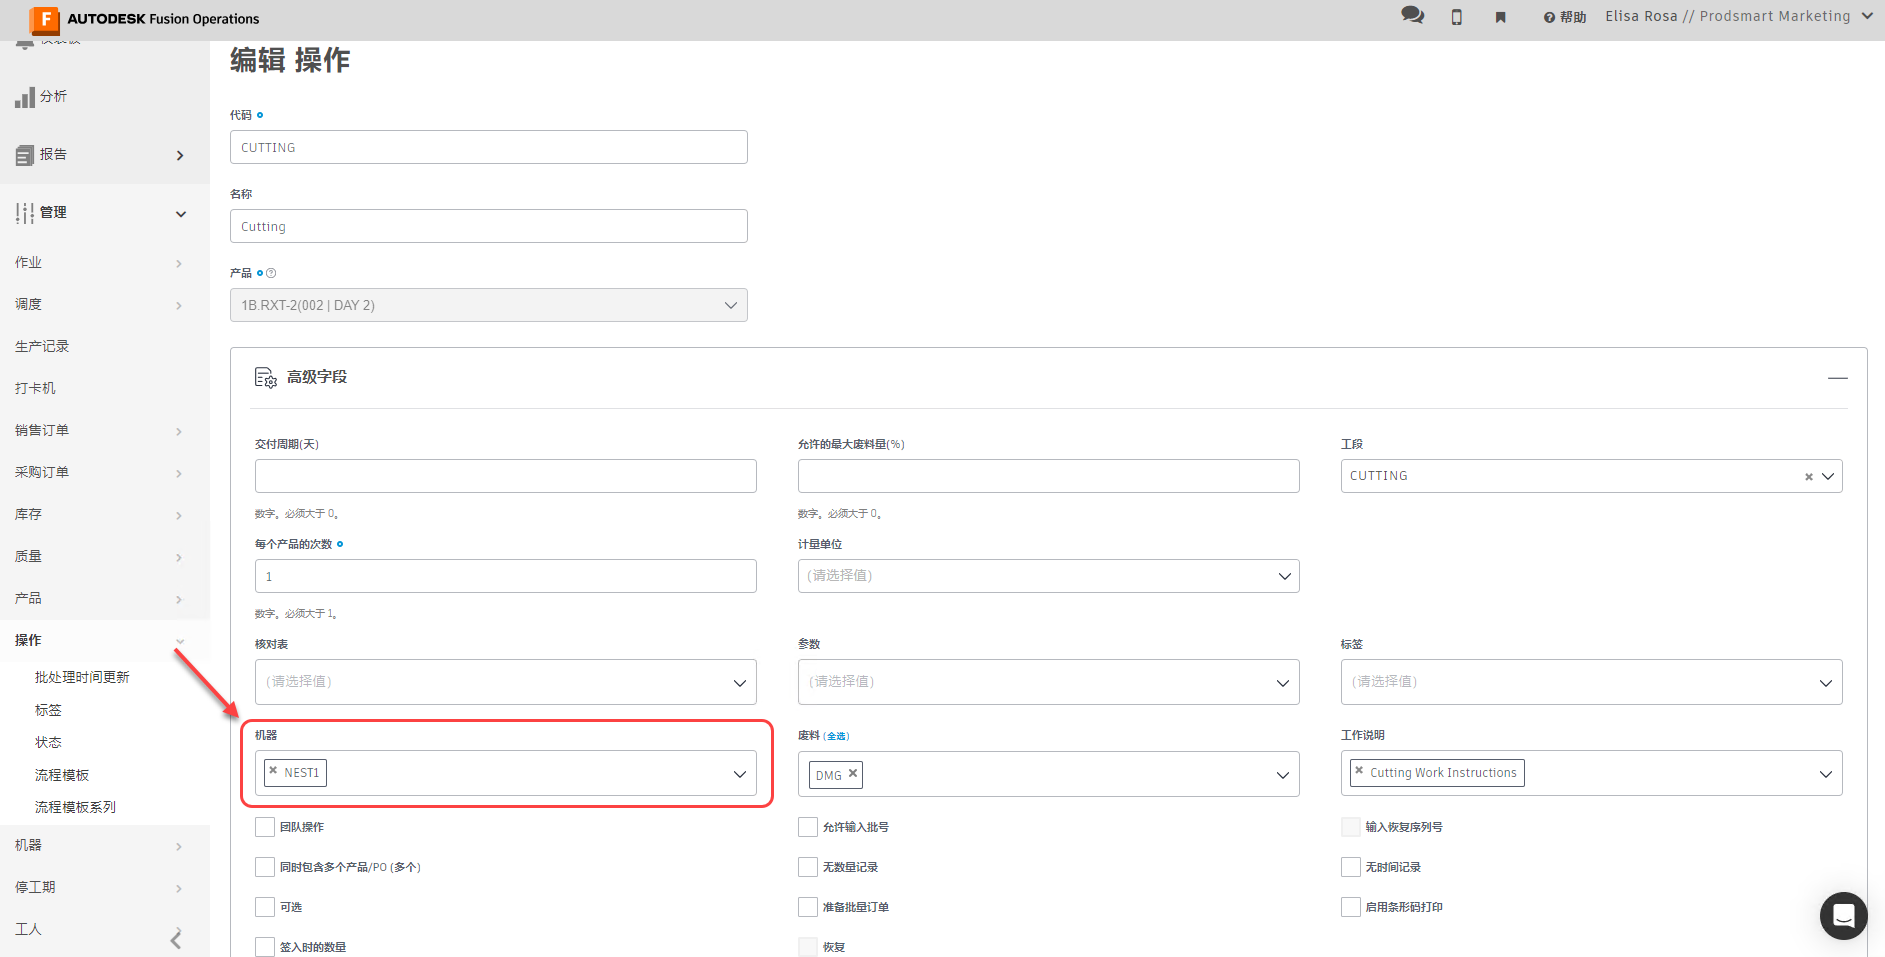 F AUTODESK Fusion Operations
帮助
Elisa Rosa // Prodsmart Marketing
分析
报告
管理
作业
调度
生产记录
打卡机
销售订单
采购订单
库存
质量
产品
操作
批处理时间更新
标签
状态
流程模板
流程模板系列
机器
停工期
工人
编辑 操作
代码
CUTTING
名称
Cutting
产品
1B.RXT-2(002 | DAY 2)
高级字段
交付周期(天)
允许的最大废料量(%)
工段
CUTTING
数字。必须大于 0。
数字。必须大于 0。
每个产品的次数
计量单位
1
(请选择值)
数字。必须大于 1。
核对表
参数
标签
(请选择值)
(请选择值)
(请选择值)
机器
废料 (全选)
工作说明
× NEST1
DMG ×
× Cutting Work Instructions
团队操作
允许输入批号
输入恢复序列号
同时包含多个产品/PO (多个)
无数量记录
无时间记录
可选
准备批量订单
启用条形码打印
签入时的数量
恢复